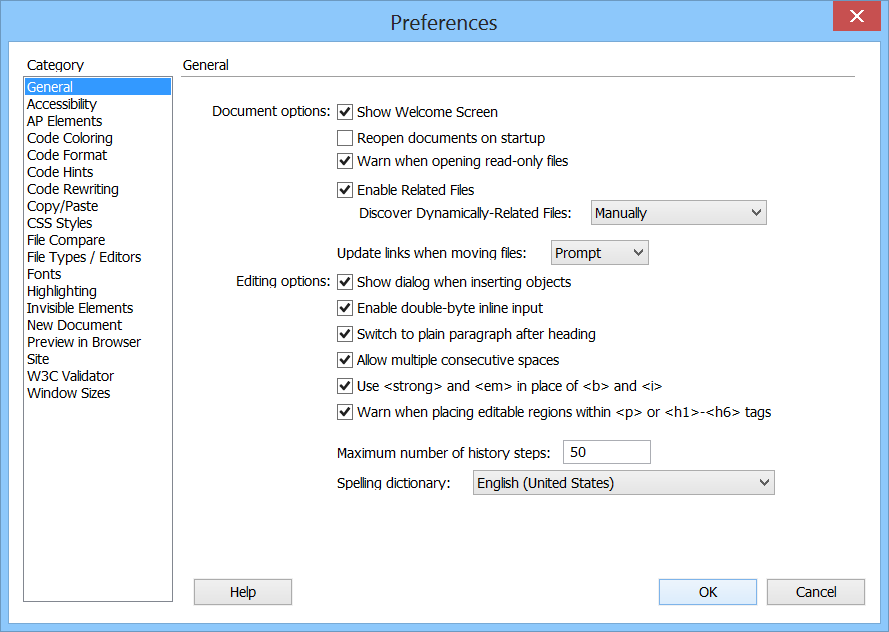 Preferences
Category
General
Accessibility
AP Elements
Code Coloring
Code Format
Code Hints
Code Rewriting
Copy/Paste
CSS Styles
File Compare
File Types / Editors
Fonts
Highlighting
Invisible Elements
New Document
Preview in Browser
Site
W3C Validator
Window Sizes
General
Document options: Show Welcome Screen
Reopen documents on startup
Warn when opening read-only files
Enable Related Files
Discover Dynamically-Related Files: Manually
Update links when moving files: Prompt
Editing options: Show dialog when inserting objects
Enable double-byte inline input
Switch to plain paragraph after heading
Allow multiple consecutive spaces
Use <strong> and <em> in place of <b> and <i>
Warn when placing editable regions within <p> or <h1>-<h6> tags
Maximum number of history steps: 50
Spelling dictionary: English (United States)
Help OK Cancel